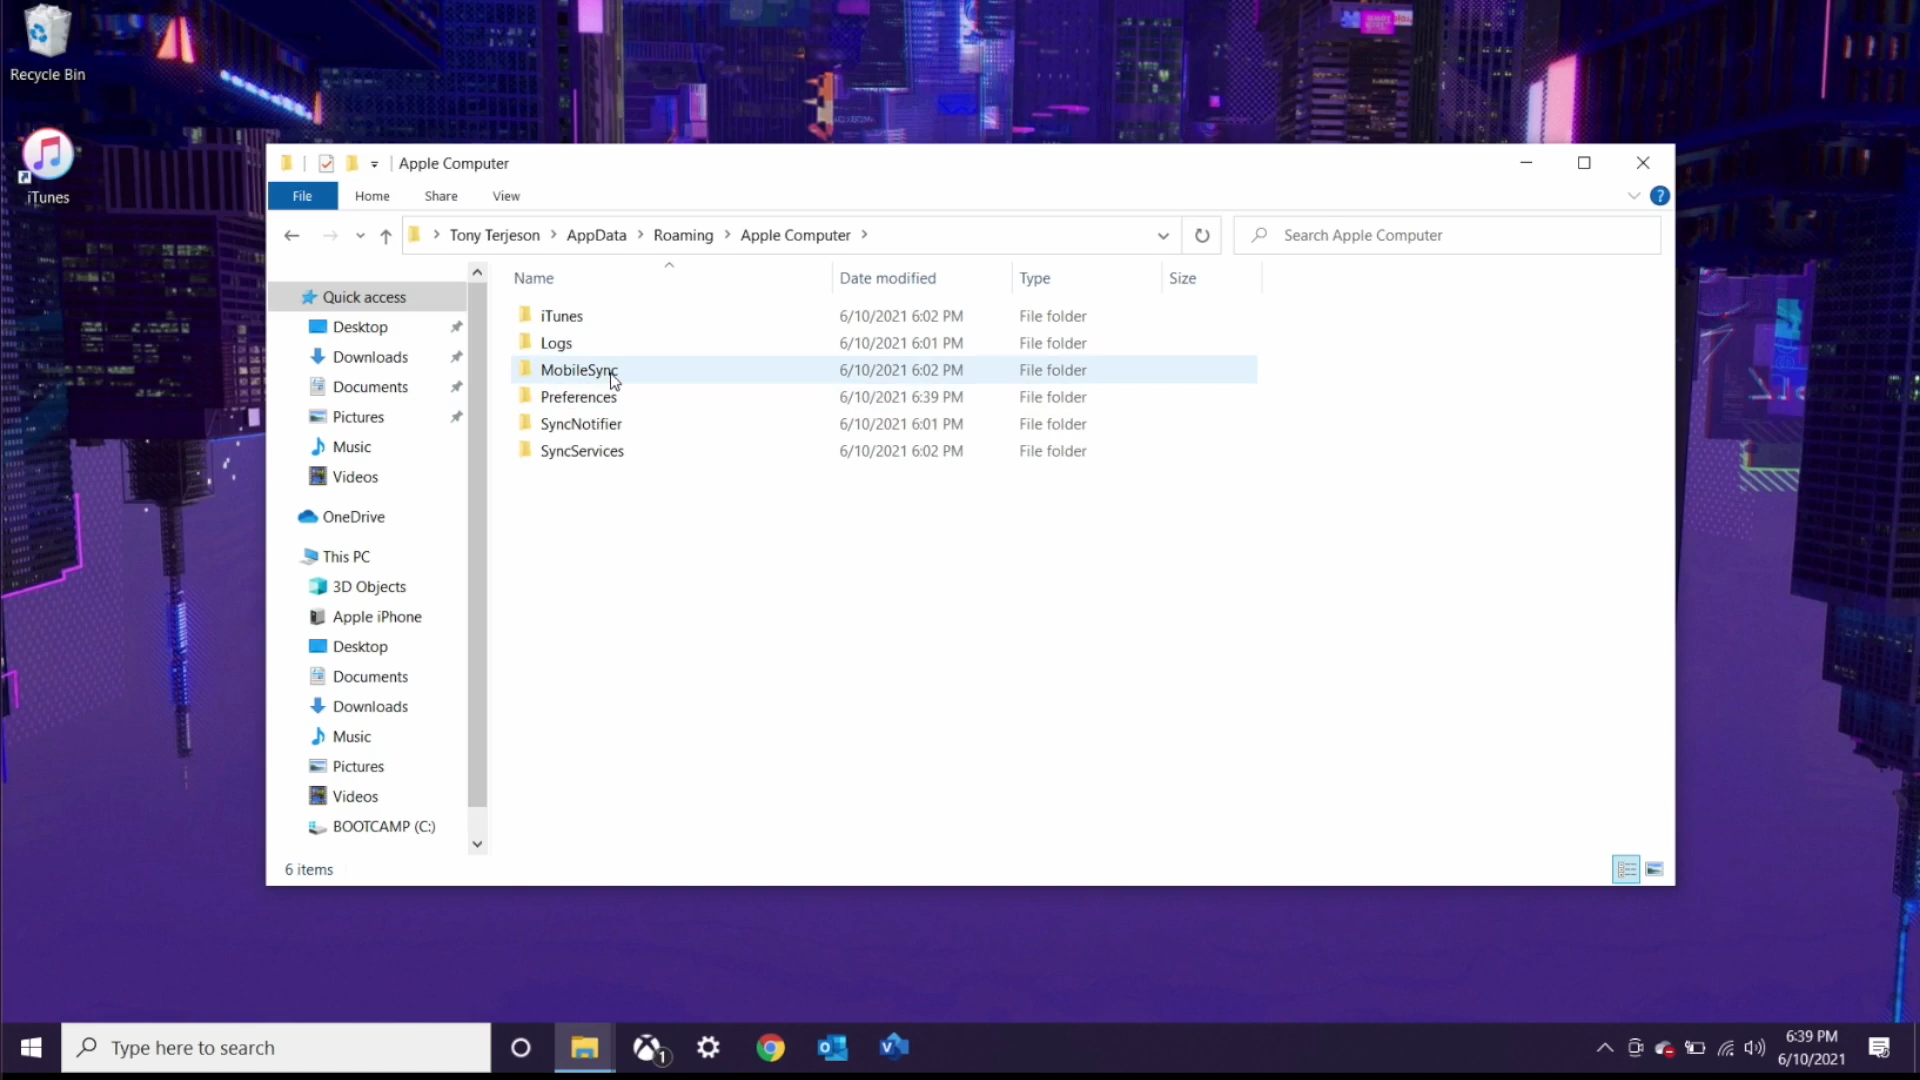 Recycle Bin
iTunes
Apple Computer
File Home Share View
?
Tony Terjeson > AppData > Roaming > Apple Computer >
Search Apple Computer
Name Date modified Type Size
iTunes 6/10/2021 6:02 PM File folder
Logs 6/10/2021 6:01 PM File folder
MobileSync 6/10/2021 6:02 PM File folder
Preferences 6/10/2021 6:39 PM File folder
SyncNotifier 6/10/2021 6:01 PM File folder
SyncServices 6/10/2021 6:02 PM File folder
Quick access
Desktop
Downloads
Documents
Pictures
Music
Videos
OneDrive
This PC
3D Objects
Apple iPhone
Desktop
Documents
Downloads
Music
Pictures
Videos
BOOTCAMP (C:)
6 items
Type here to search
1
6:39 PM
6/10/2021